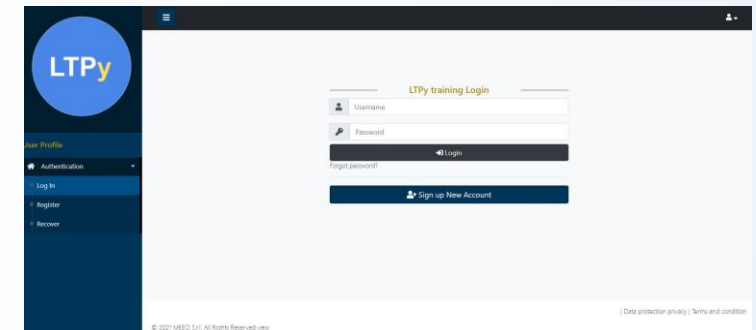 LTPy
User Profile
Authentication
Log In
Register
Recover
LTPy training Login
Username
Password
Login
Forgot password?
Sign up New Account
| Data protection privacy | Terms and condition
© 2021 MEEO S.r.l. All Rights Reserved view.